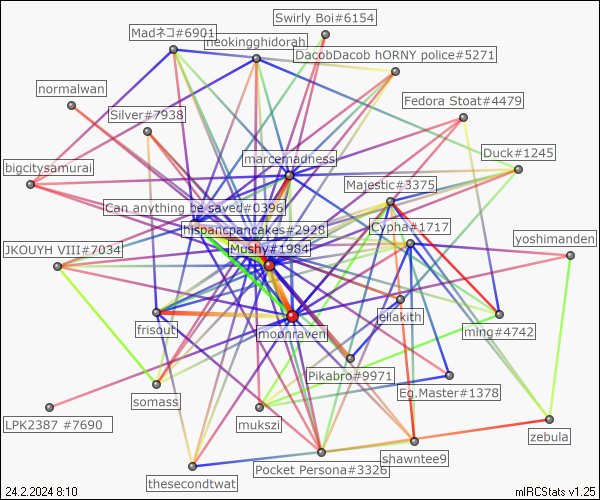 Swirly Boi#6154
Madネコ#6901
neokingghidorah
DacobDacob hORNY police#5271
normalwan
Fedora Stoat#4479
Silver#7938
marcemadness
Duck#1245
bigcitysamurai
Majestic#3375
Can anything be saved#0396
hispancpancakes#2928
Cypha#1717
yoshimanden
JKOUYH VIII#7034
Mushy#1984
frisout
eliakith
ming#4742
moonraven
Pikabro#9971
Eg.Master#1378
somass
LPK2387 #7690
mukszi
zebula
shawntee9
Pocket Persona#3326
thesecondtwat
24.2.2024 8:10
mIRCStats v1.25